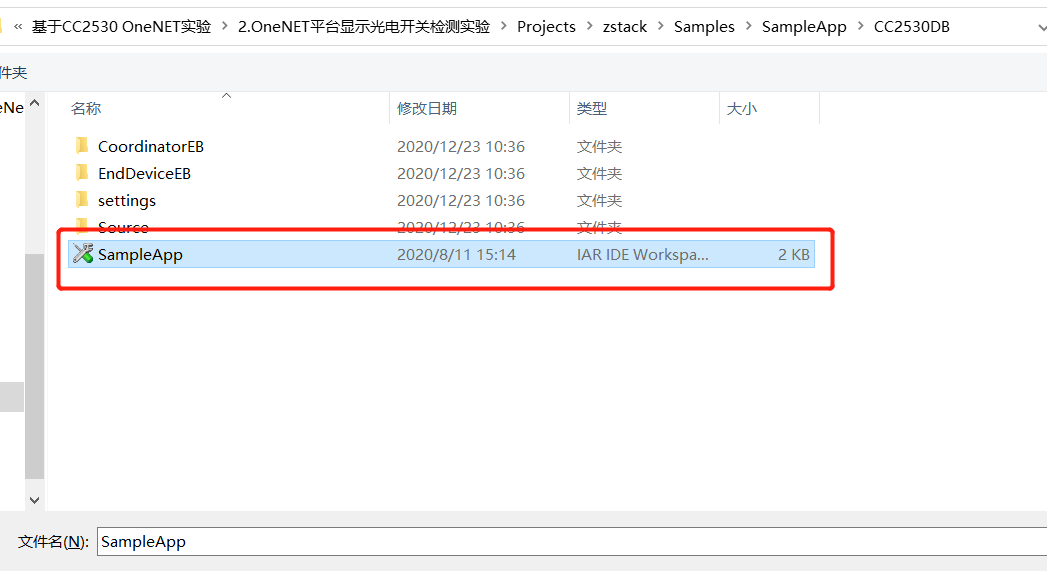 « 基于CC2530 OneNET实验 › 2.OneNET平台显示光电开关检测实验 › Projects › zstack › Samples › SampleApp › CC2530DB
件夹
eNe
名称 修改日期 类型 大小
CoordinatorEB 2020/12/23 10:36 文件夹
EndDeviceEB 2020/12/23 10:36 文件夹
settings 2020/12/23 10:36 文件夹
Source 2020/12/23 10:36 文件夹
SampleApp 2020/8/11 15:14 IAR IDE Workspa... 2 KB
文件名(N): SampleApp